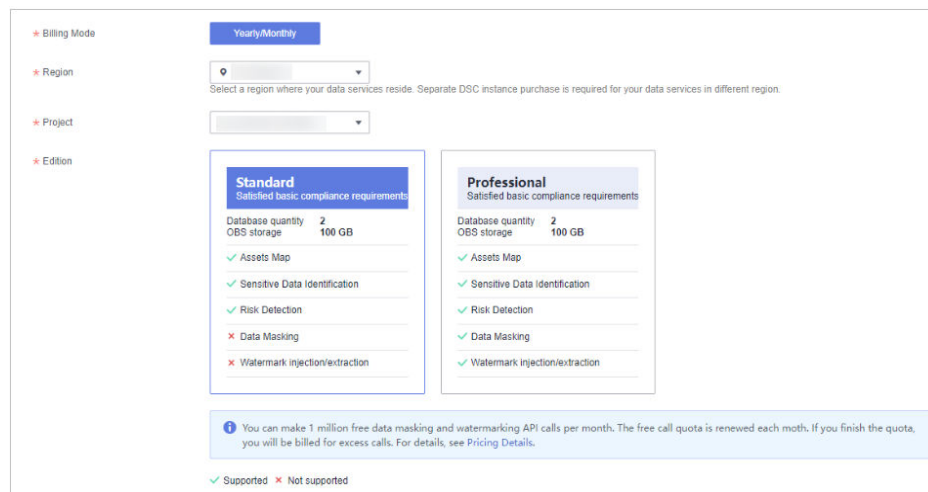 * Billing Mode
Yearly/Monthly
* Region
Select a region where your data services reside. Separate DSC instance purchase is required for your data services in different region.
* Project
* Edition
Standard
Satisfied basic compliance requirements
Database quantity 2
OBS storage 100 GB
✓ Assets Map
✓ Sensitive Data Identification
✓ Risk Detection
× Data Masking
× Watermark injection/extraction
Professional
Satisfied basic compliance requirements
Database quantity 2
OBS storage 100 GB
✓ Assets Map
✓ Sensitive Data Identification
✓ Risk Detection
✓ Data Masking
✓ Watermark injection/extraction
You can make 1 million free data masking and watermarking API calls per month. The free call quota is renewed each moth. If you finish the quota,
you will be billed for excess calls. For details, see Pricing Details.
✓ Supported × Not supported